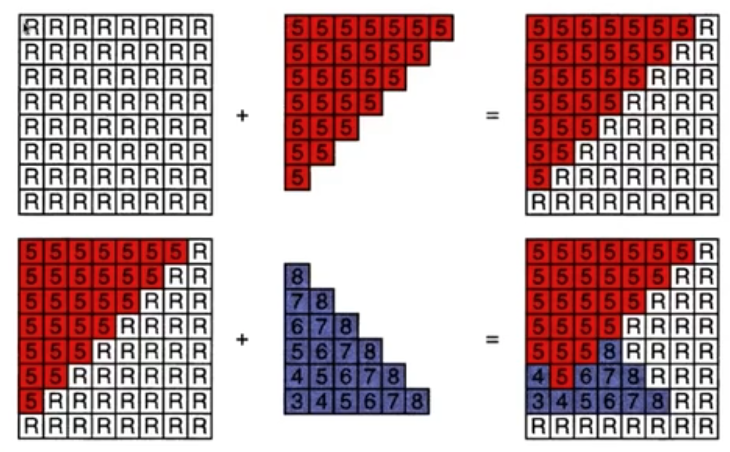 R R R R R R R R
R R R R R R R R
R R R R R R R R
R R R R R R R R
R R R R R R R R
R R R R R R R R
R R R R R R R R
R R R R R R R R
+
5 5 5 5 5 5 5
5 5 5 5 5 5
5 5 5 5 5
5 5 5 5
5 5 5
5 5
5
=
5 5 5 5 5 5 5 R
5 5 5 5 5 5 R R
5 5 5 5 5 R R R
5 5 5 5 R R R R
5 5 5 R R R R R
5 5 R R R R R R
5 R R R R R R R
R R R R R R R R
5 5 5 5 5 5 5 R
5 5 5 5 5 5 R R
5 5 5 5 5 R R R
5 5 5 5 R R R R
5 5 5 R R R R R
5 5 R R R R R R
5 R R R R R R R
R R R R R R R R
+
8
7 8
6 7 8
5 6 7 8
4 5 6 7 8
3 4 5 6 7 8
=
5 5 5 5 5 5 5 R
5 5 5 5 5 5 R R
5 5 5 5 5 R R R
5 5 5 5 R R R R
5 5 5 8 R R R R
4 5 6 7 8 R R R
3 4 5 6 7 8 R R
R R R R R R R R